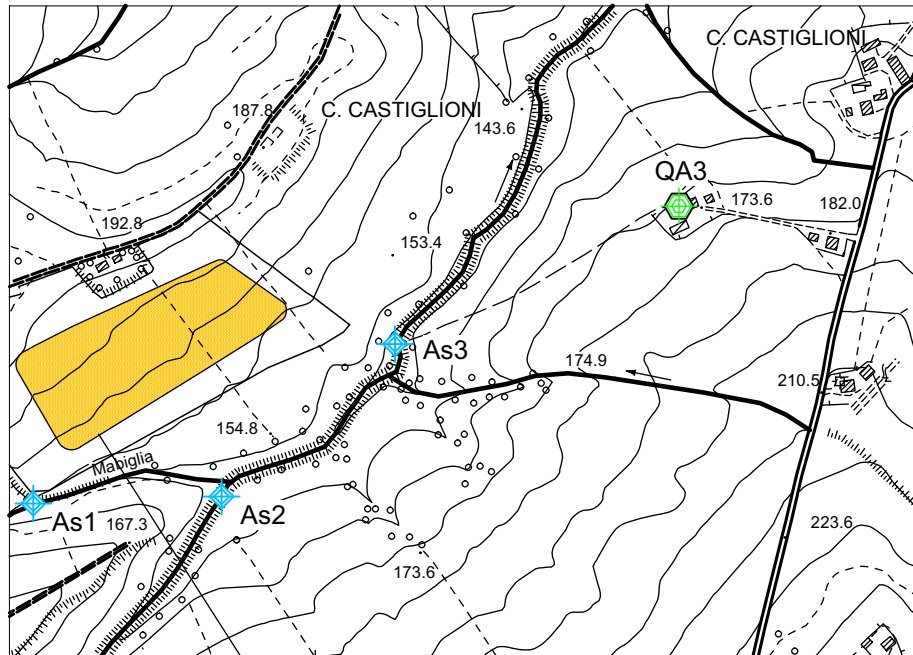 C. CASTIGLIONI
187.8
C. CASTIGLIONI
143.6
QA3
173.6
182.0
192.8
153.4
As3
174.9
210.5
154.8
Mabiglia
As1
As2
167.3
223.6
173.6